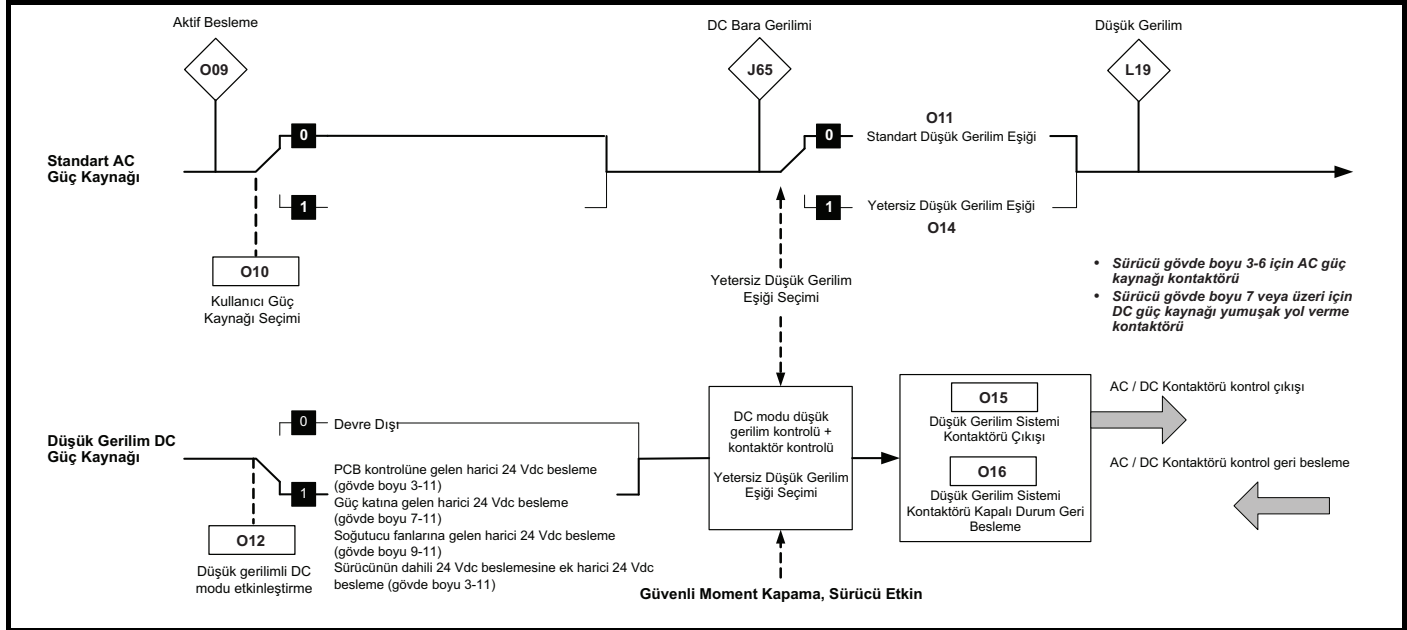 Aktif Besleme
DC Bara Gerilimi
Düşük Gerilim
O09
J65
L19
O11
0
0
Standart Düşük Gerilim Eşiği
Standart AC
Güç Kaynağı
1
1
Yetersiz Düşük Gerilim Eşiği
O14
O10
Kullanıcı Güç
Kaynağı Seçimi
Yetersiz Düşük Gerilim
Eşiği Seçimi
• Sürücü gövde boyu 3-6 için AC güç
kaynağı kontaktörü
• Sürücü gövde boyu 7 veya üzeri için
DC güç kaynağı yumuşak yol verme
kontaktörü
Düşük Gerilim DC
Güç Kaynağı
0
Devre Dışı
1
PCB kontrolüne gelen harici 24 Vdc besleme
(gövde boyu 3-11)
Güç katına gelen harici 24 Vdc besleme
(gövde boyu 7-11)
Soğutucu fanlarına gelen harici 24 Vdc besleme
(gövde boyu 9-11)
Sürücünün dahili 24 Vdc beslemesine ek harici 24 Vdc
besleme (gövde boyu 3-11)
O12
Düşük gerilimli DC
modu etkinleştirme
DC modu düşük
gerilim kontrolü +
kontaktör kontrolü
Yetersiz Düşük Gerilim
Eşiği Seçimi
O15
Düşük Gerilim Sistemi
Kontaktörü Çıkışı
O16
Düşük Gerilim Sistemi
Kontaktörü Kapalı Durum Geri
Besleme
AC / DC Kontaktörü kontrol çıkışı
AC / DC Kontaktörü kontrol geri besleme
Güvenli Moment Kapama, Sürücü Etkin